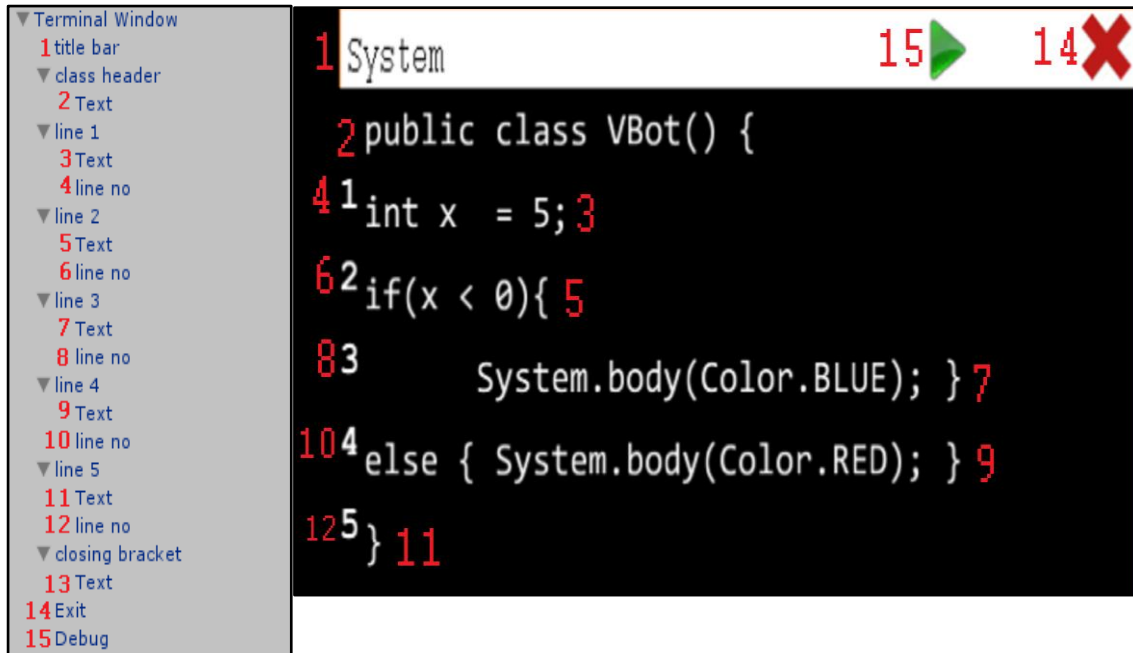 Terminal Window
1 title bar
class header
2 Text
line 1
3 Text
4 line no
line 2
5 Text
6 line no
line 3
7 Text
8 line no
line 4
9 Text
10 line no
line 5
11 Text
12 line no
closing bracket
13 Text
14 Exit
15 Debug
1 System 15 14
2 public class VBot() {
4 1 int x = 5; 3
6 2 if(x < 0){ 5
8 3 System.body(Color.BLUE); } 7
10 4 else { System.body(Color.RED); } 9
12 5 } 11